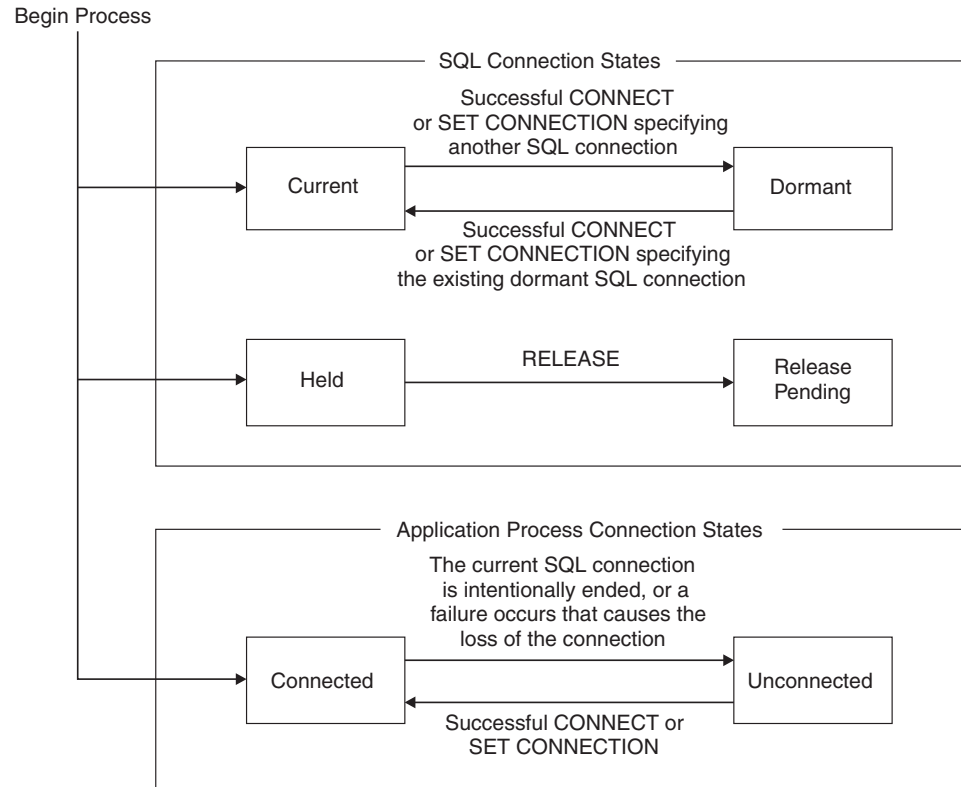 Begin Process
SQL Connection States
Successful CONNECT
or SET CONNECTION specifying
another SQL connection
Current
Dormant
Successful CONNECT
or SET CONNECTION specifying
the existing dormant SQL connection
Held
RELEASE
Release
Pending
Application Process Connection States
The current SQL connection
is intentionally ended, or a
failure occurs that causes the
loss of the connection
Connected
Unconnected
Successful CONNECT or
SET CONNECTION